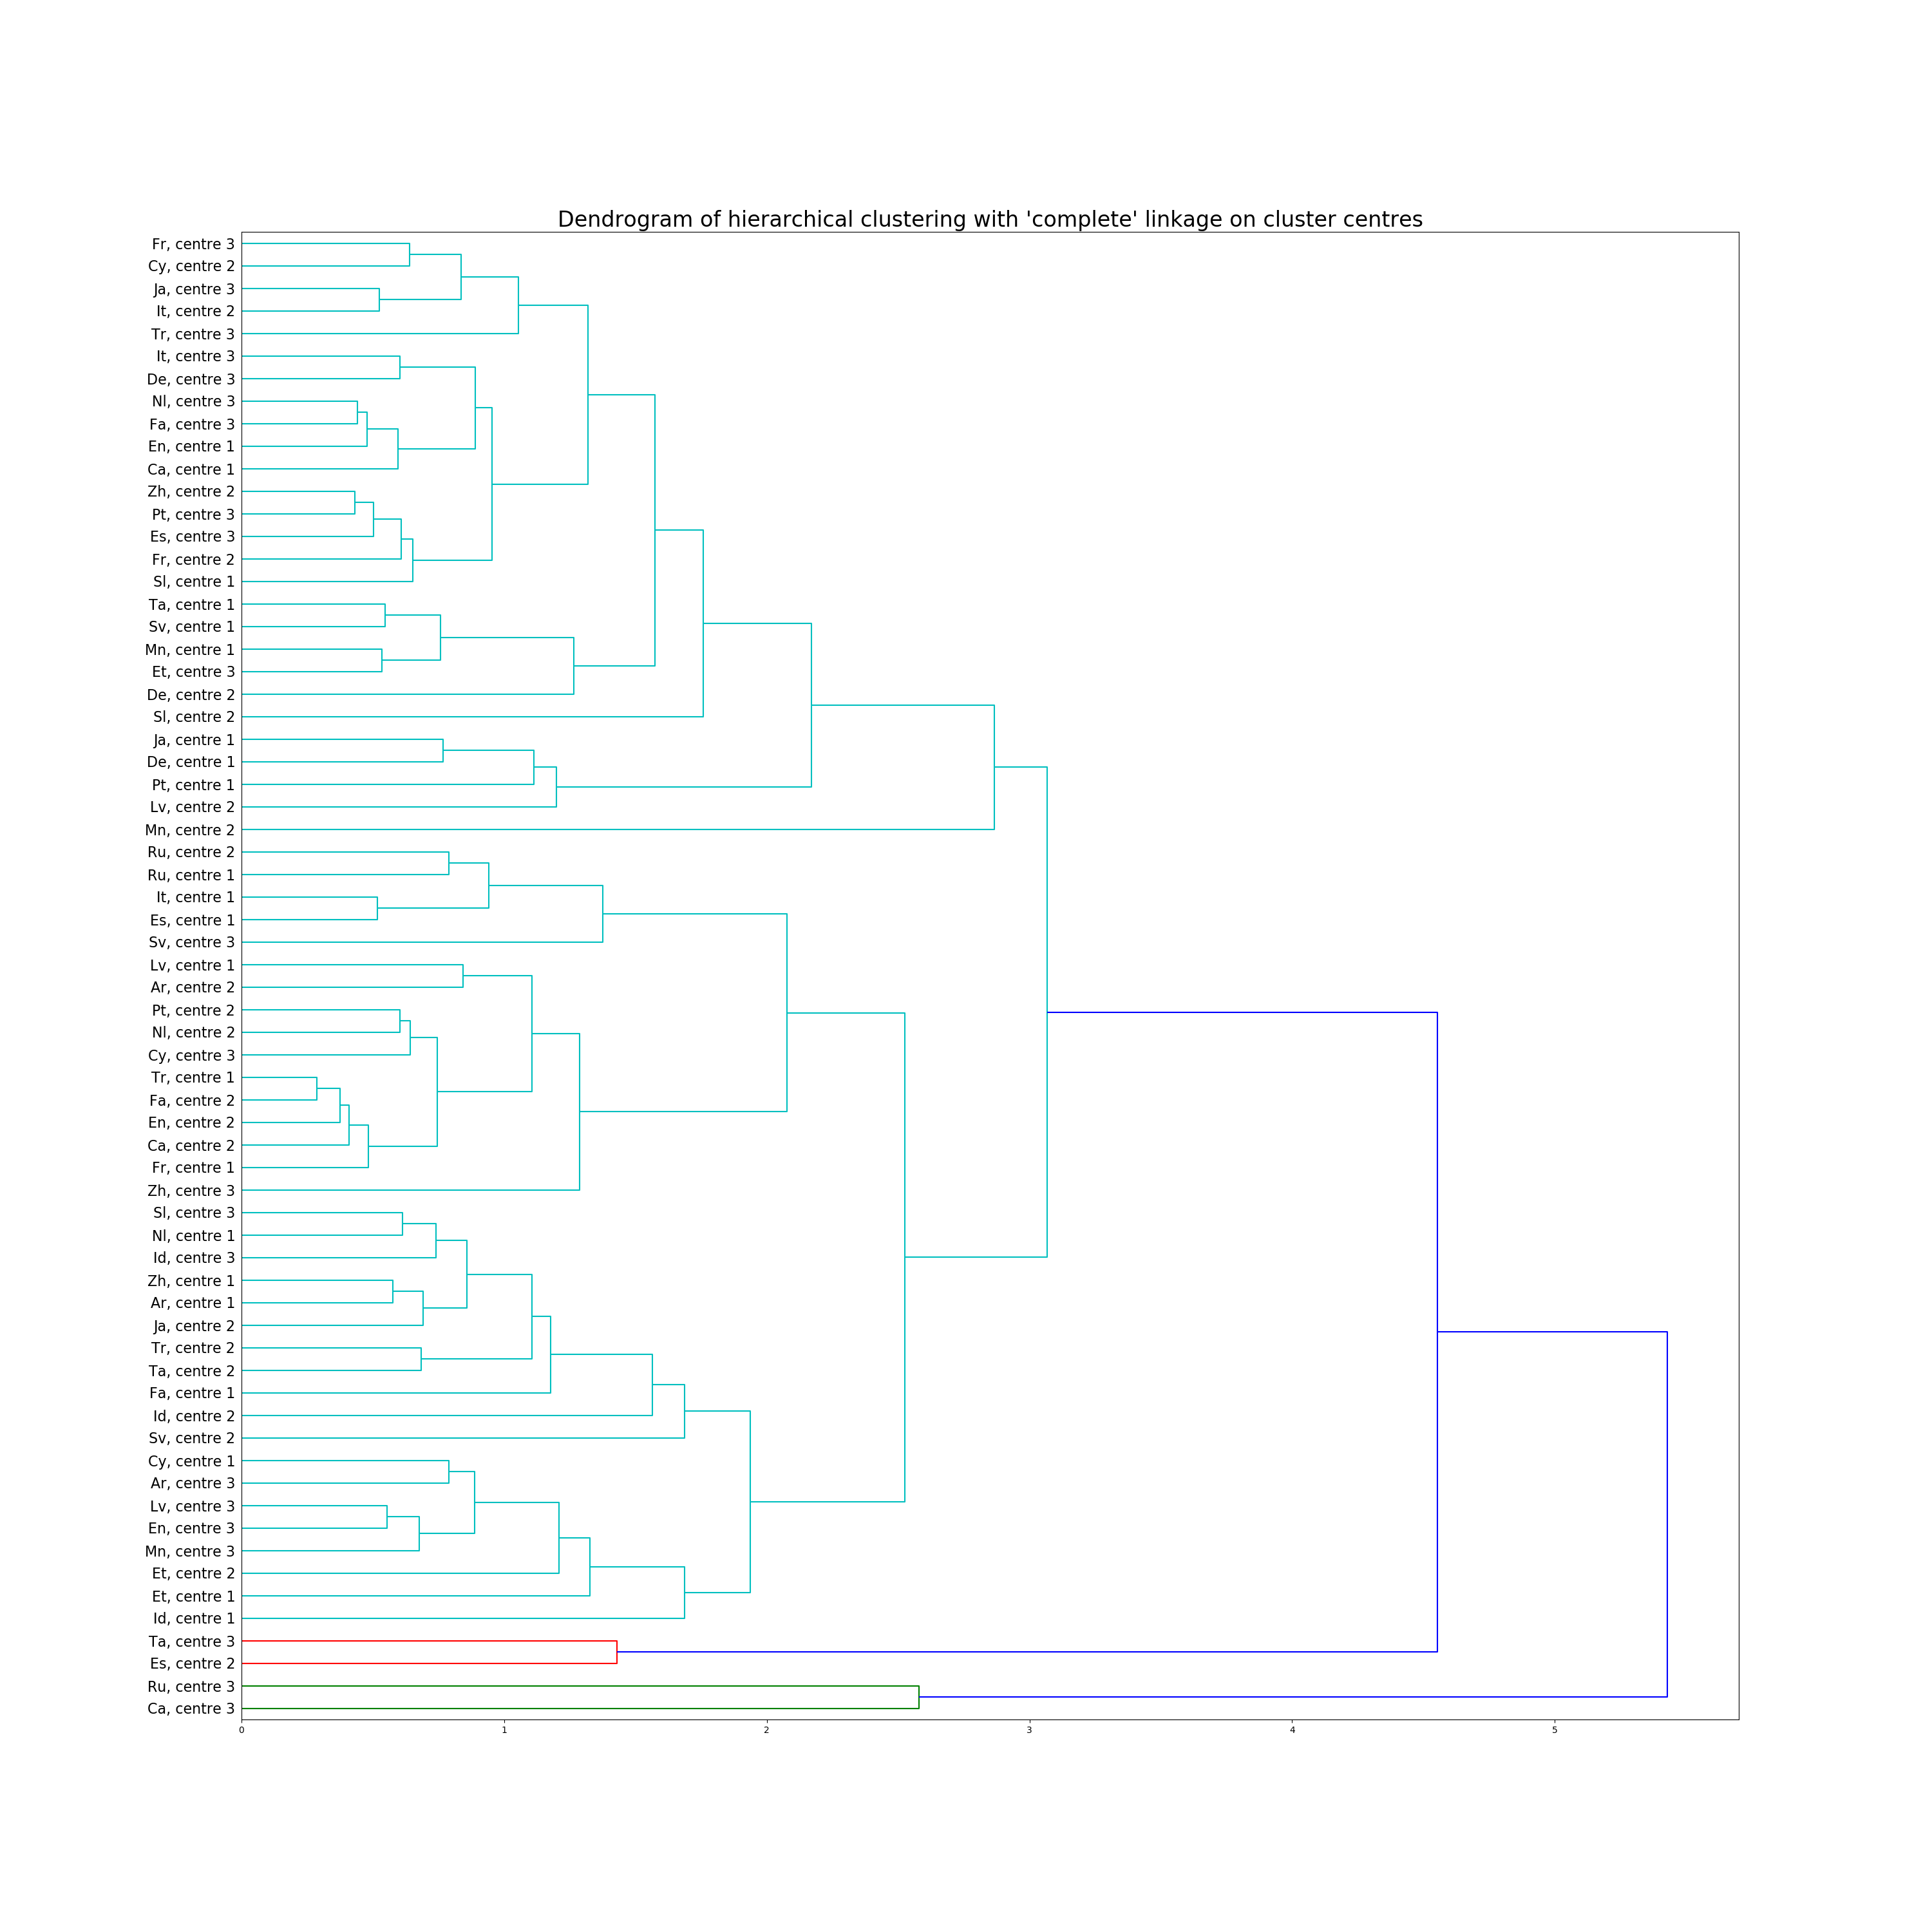 Dendrogram of hierarchical clustering with 'complete' linkage on cluster centres
Fr, centre 3
Cy, centre 2
Ja, centre 3
It, centre 2
Tr, centre 3
It, centre 3
De, centre 3
Nl, centre 3
Fa, centre 3
En, centre 1
Ca, centre 1
Zh, centre 2
Pt, centre 3
Es, centre 3
Fr, centre 2
Sl, centre 1
Ta, centre 1
Sv, centre 1
Mn, centre 1
Et, centre 3
De, centre 2
Sl, centre 2
Ja, centre 1
De, centre 1
Pt, centre 1
Lv, centre 2
Mn, centre 2
Ru, centre 2
Ru, centre 1
It, centre 1
Es, centre 1
Sv, centre 3
Lv, centre 1
Ar, centre 2
Pt, centre 2
Nl, centre 2
Cy, centre 3
Tr, centre 1
Fa, centre 2
En, centre 2
Ca, centre 2
Fr, centre 1
Zh, centre 3
Sl, centre 3
Nl, centre 1
Id, centre 3
Zh, centre 1
Ar, centre 1
Ja, centre 2
Tr, centre 2
Ta, centre 2
Fa, centre 1
Id, centre 2
Sv, centre 2
Cy, centre 1
Ar, centre 3
Lv, centre 3
En, centre 3
Mn, centre 3
Et, centre 2
Et, centre 1
Id, centre 1
Ta, centre 3
Es, centre 2
Ru, centre 3
Ca, centre 3
0 1 2 3 4 5